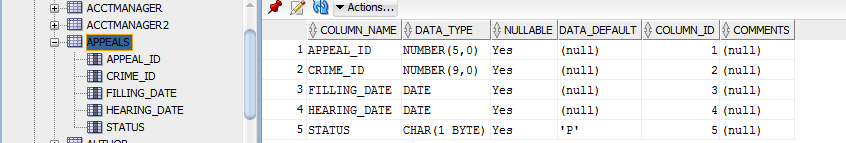 ACCTMANAGER
ACCTMANAGER2
APPEALS
APPEAL_ID
CRIME_ID
FILLING_DATE
HEARING_DATE
STATUS
Actions...
COLUMN_NAME DATA_TYPE NULLABLE DATA_DEFAULT COLUMN_ID COMMENTS
1 APPEAL_ID NUMBER(5,0) Yes (null) 1 (null)
2 CRIME_ID NUMBER(9,0) Yes (null) 2 (null)
3 FILLING_DATE DATE Yes (null) 3 (null)
4 HEARING_DATE DATE Yes (null) 4 (null)
5 STATUS CHAR(1 BYTE) Yes 'P' 5 (null)